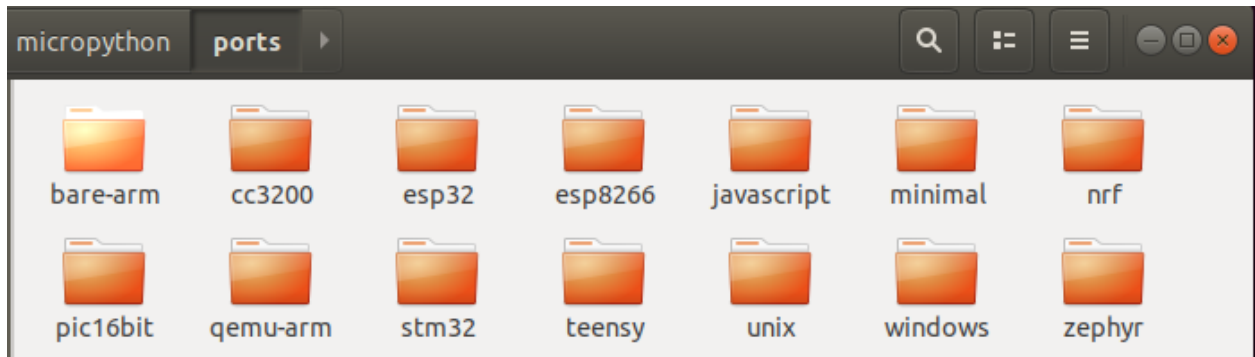 micropython ports
bare-arm cc3200 esp32 esp8266 javascript minimal nrf
pic16bit qemu-arm stm32 teensy unix windows zephyr